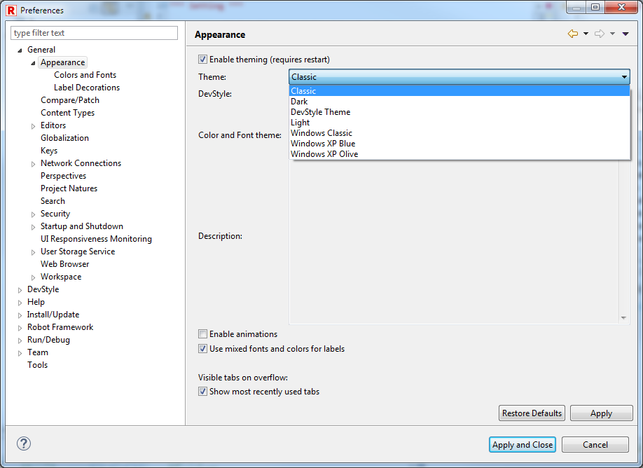 R Preferences
type filter text
General
Appearance
Colors and Fonts
Label Decorations
Compare/Patch
Content Types
Editors
Globalization
Keys
Network Connections
Perspectives
Project Natures
Search
Security
Startup and Shutdown
UI Responsiveness Monitoring
User Storage Service
Web Browser
Workspace
DevStyle
Help
Install/Update
Robot Framework
Run/Debug
Team
Tools
Appearance
Enable theming (requires restart)
Theme: Classic
Classic
Dark
DevStyle Theme
Light
Windows Classic
Windows XP Blue
Windows XP Olive
DevStyle:
Color and Font theme:
Description:
Enable animations
Use mixed fonts and colors for labels
Visible tabs on overflow:
Show most recently used tabs
Restore Defaults Apply
? Apply and Close Cancel